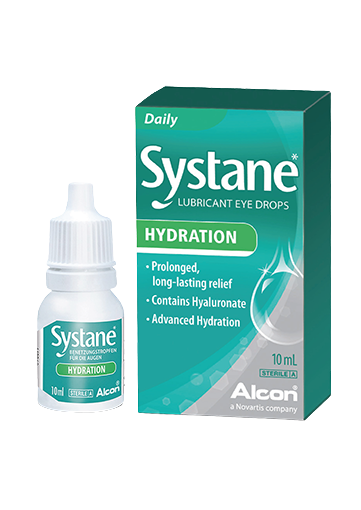 Daily
Systane*
LUBRICANT EYE DROPS
HYDRATION
• Prolonged,
long-lasting relief
• Contains Hyaluronate
• Advanced Hydration
10 mL
STERILE A
Alcon
a Novartis company
Systane®
BENETZUNGSTROPFEN
FÜR DIE AUGEN
HYDRATION
10ml STERILE A Alcon